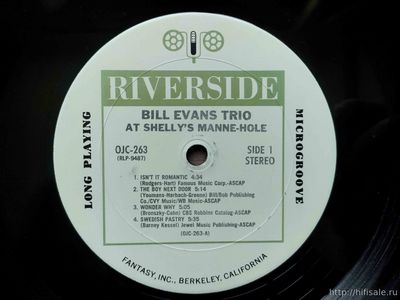 RIVERSIDE
BILL EVANS TRIO
AT SHELLY'S MANNE-HOLE
LONG PLAYING
MICROGROOVE
OJC-263
(RLP-9487)
SIDE 1
STEREO
1. ISN'T IT ROMANTIC 4:34
(Rodgers-Hart) Famous Music Corp.-ASCAP
2. THE BOY NEXT DOOR 5:14
(Youmans-Harbach-Grouse) Bill/Bob Publishing
Co./CVY Music/WB Music-ASCAP
3. WONDER WHY 5:05
(Bronszky-Cahn) CBS Robbins Catalog-ASCAP
4. SWEDISH PASTRY 5:35
(Barney Kessel) Jewel Music Publishing-ASCAP
(OJC-263-A)
FANTASY, INC., BERKELEY, CALIFORNIA
http://hifisale.ru